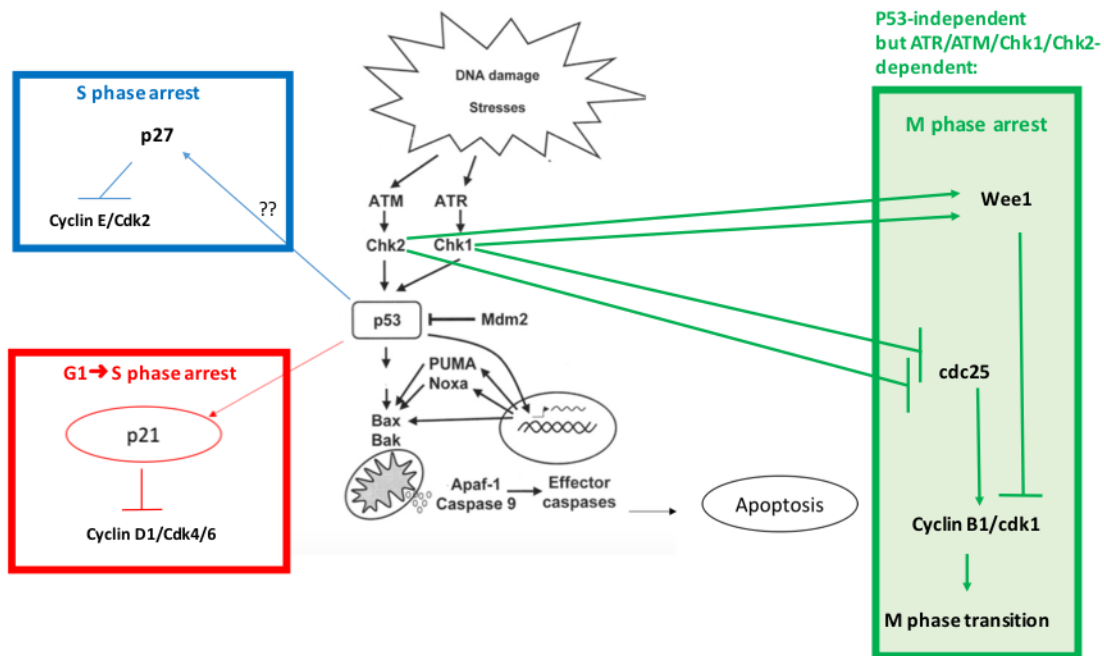 P53-independent
but ATR/ATM/Chk1/Chk2-
dependent:
S phase arrest
p27
Cyclin E/Cdk2
??
DNA damage
Stresses
ATM
ATR
Chk2
Chk1
p53
Mdm2
PUMA
Noxa
Bax
Bak
Apaf-1
Caspase 9
Effector
caspases
Apoptosis
G1➔S phase arrest
p21
Cyclin D1/Cdk4/6
M phase arrest
Wee1
cdc25
Cyclin B1/cdk1
M phase transition